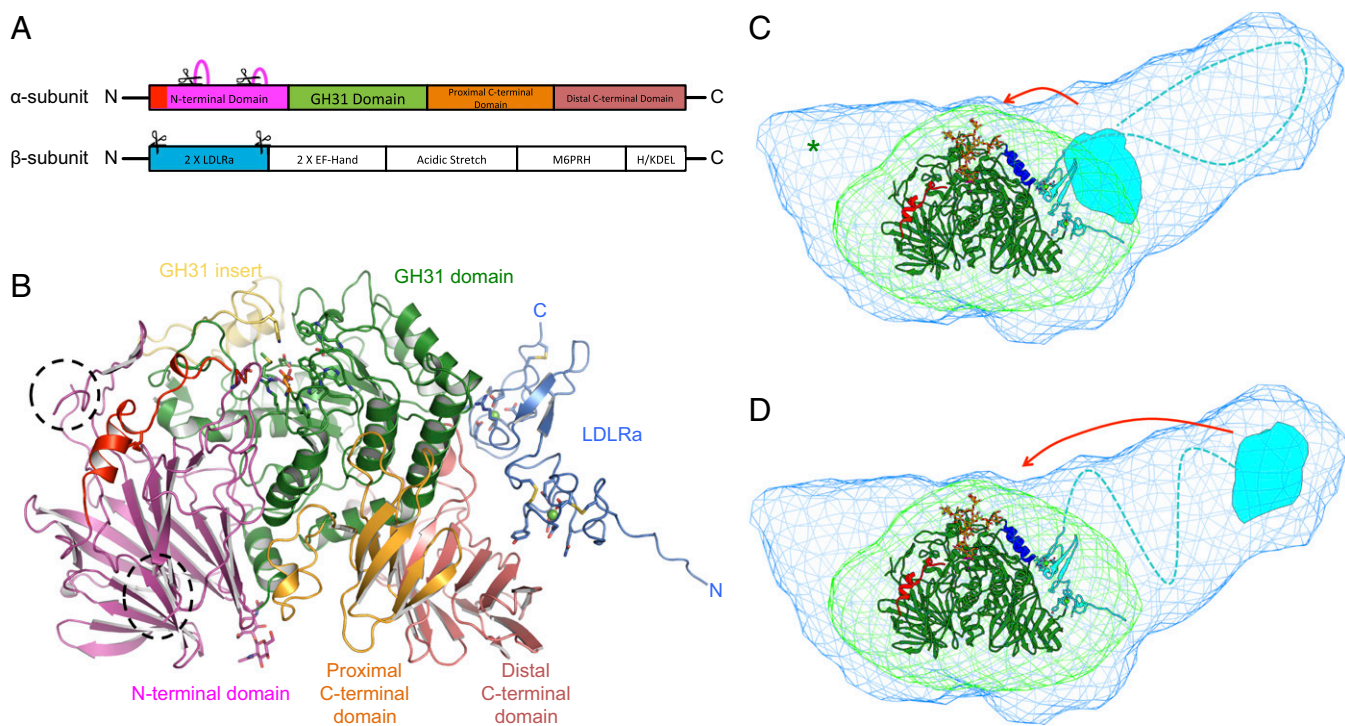 A
α-subunit N N-terminal Domain GH31 Domain Proximal C-terminal Domain Distal C-terminal Domain C
β-subunit N 2 X LDLRa 2 X EF-Hand Acidic Stretch M6PRH H/KDEL C
B
GH31 insert
GH31 domain
C
LDLRa
N
N-terminal domain
Proximal
C-terminal
domain
Distal
C-terminal
domain
C
*
D